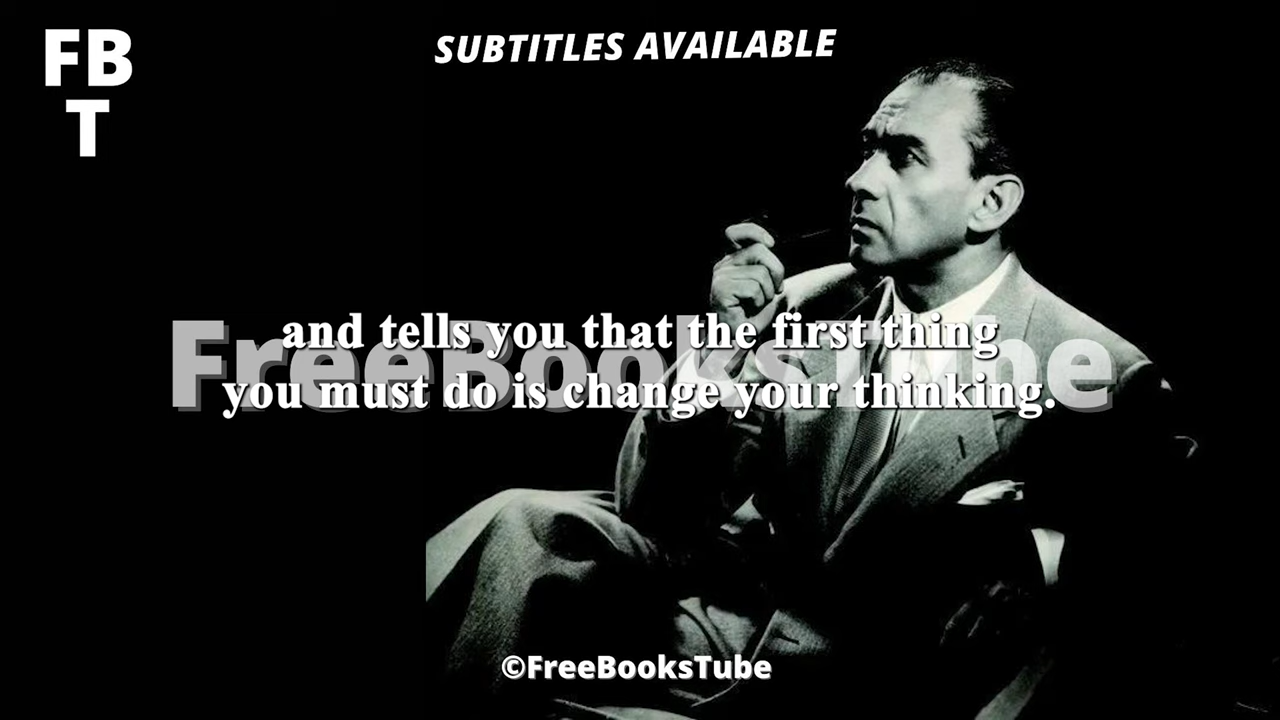 FB
T
SUBTITLES AVAILABLE
FreeBooksTube
and tells you that the first thing
you must do is change your thinking.
©FreeBooksTube